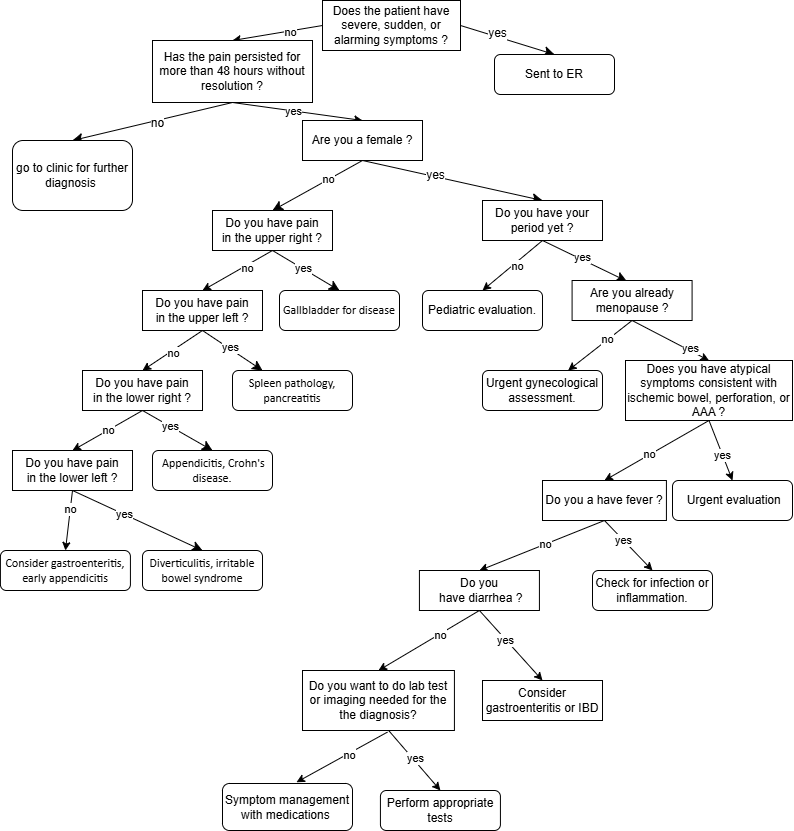 Does the patient have
severe, sudden, or
alarming symptoms ?
no
yes
Has the pain persisted for
more than 48 hours without
resolution ?
Sent to ER
no
yes
go to clinic for further
diagnosis
Are you a female ?
no
yes
Do you have pain
in the upper right ?
Do you have your
period yet ?
no
yes
no
yes
Do you have pain
in the upper left ?
Gallbladder for disease
Pediatric evaluation.
Are you already
menopause ?
no
yes
no
yes
Do you have pain
in the lower right ?
Spleen pathology,
pancreatitis
Urgent gynecological
assessment.
Does you have atypical
symptoms consistent with
ischemic bowel, perforation, or
AAA ?
no
yes
no
yes
Do you have pain
in the lower left ?
Appendicitis, Crohn's
disease.
Do you a have fever ?
Urgent evaluation
no
yes
no
yes
Consider gastroenteritis,
early appendicitis
Diverticulitis, irritable
bowel syndrome
Do you
have diarrhea ?
Check for infection or
inflammation.
no
yes
Do you want to do lab test
or imaging needed for the
the diagnosis?
Consider
gastroenteritis or IBD
no
yes
Symptom management
with medications
Perform appropriate
tests